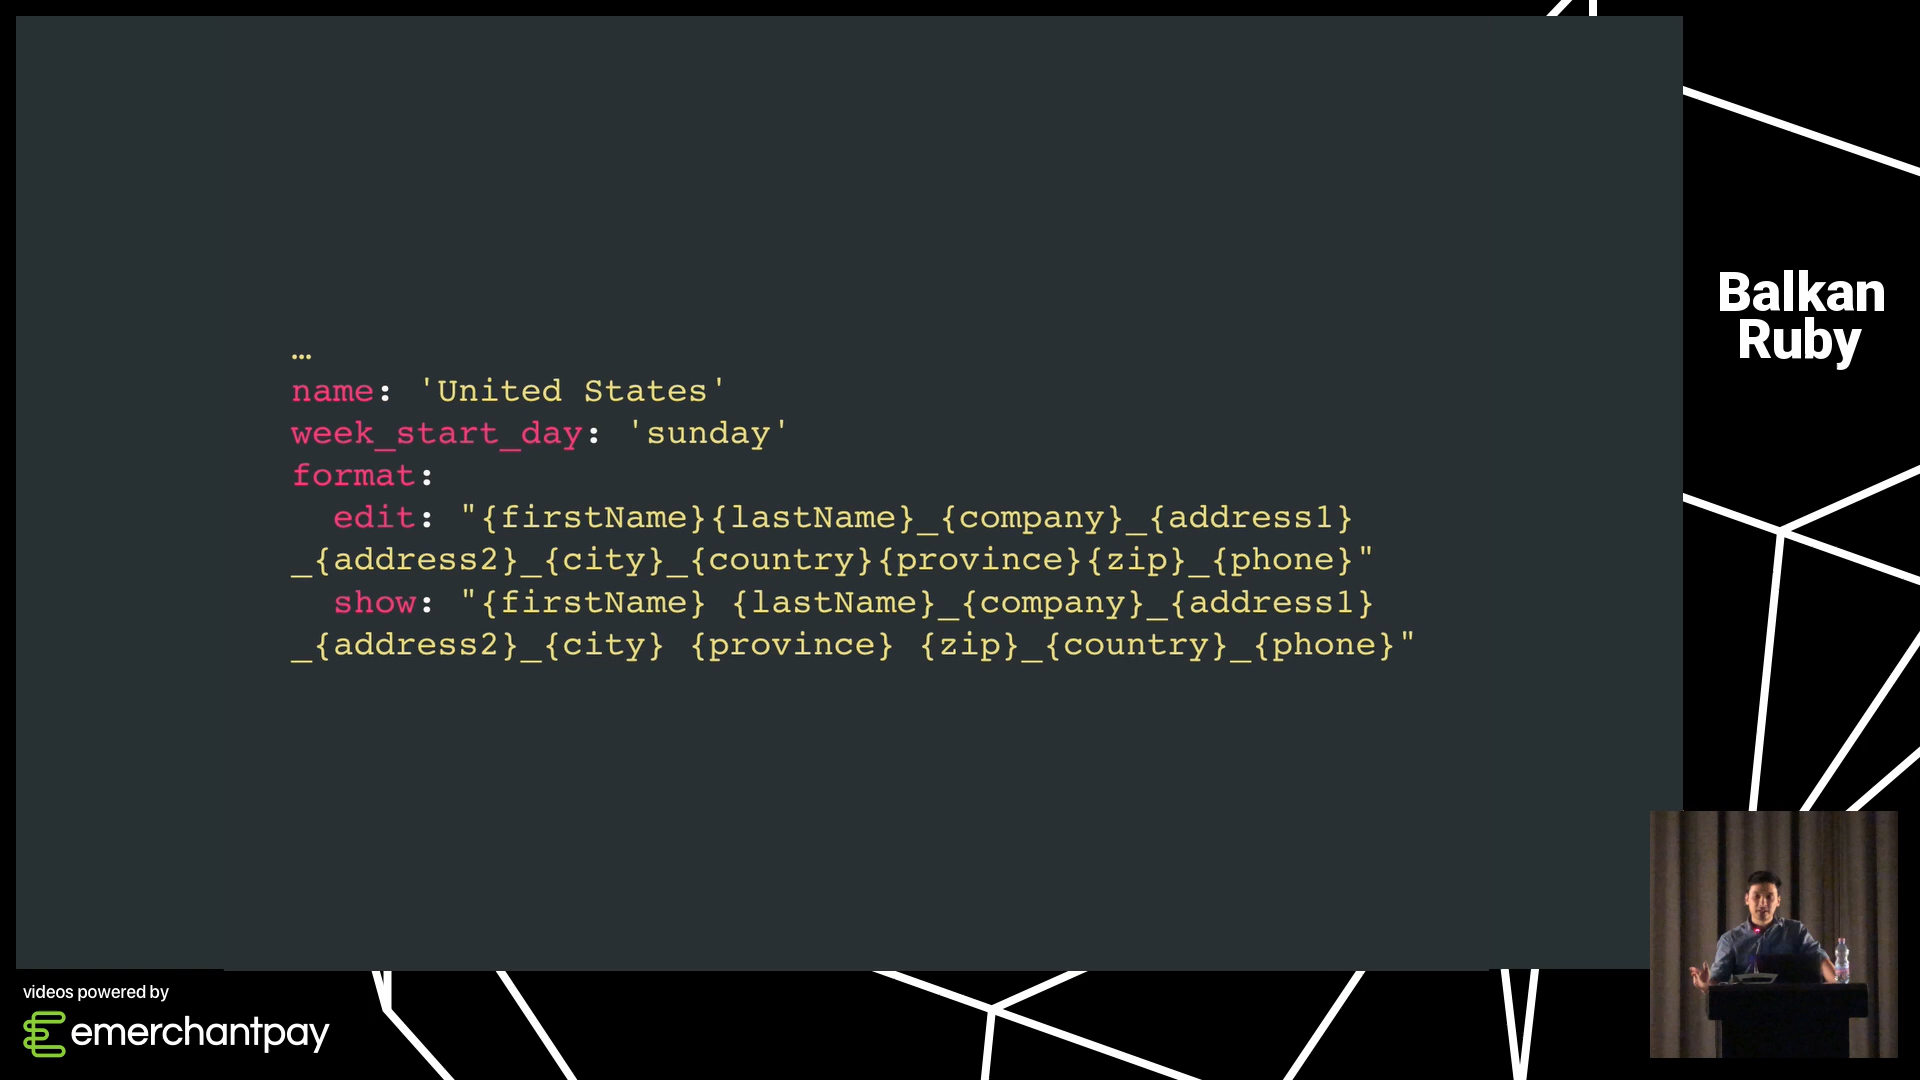 …
name: 'United States'
week_start_day: 'sunday'
format:
  edit: "{firstName}{lastName}_{company}_{address1}
_{address2}_{city}_{country}{province}{zip}_{phone}"
  show: "{firstName} {lastName}_{company}_{address1}
_{address2}_{city} {province} {zip}_{country}_{phone}"
Balkan
Ruby
videos powered by
emerchantpay